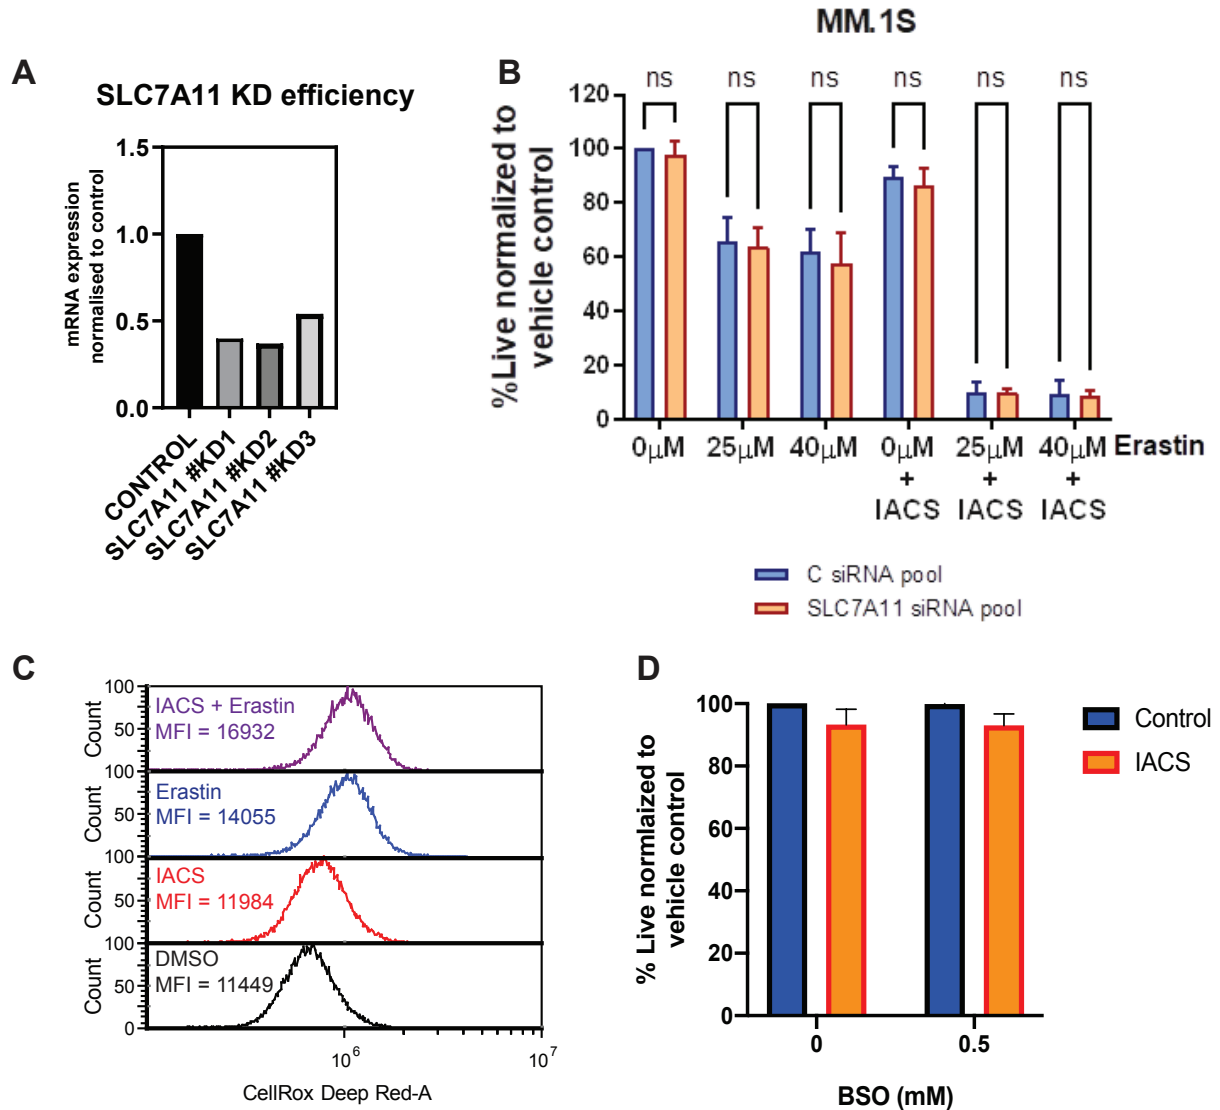 MM.1S
A
SLC7A11 KD efficiency
mRNA expression
normalised to control
1.5
1.0
0.5
0.0
CONTROL
SLC7A11 #KD1
SLC7A11 #KD2
SLC7A11 #KD3
B
%Live normalized to
vehicle control
ns ns ns ns ns ns
120
100
80
60
40
20
0
0µM 25µM 40µM 0µM 25µM 40µM Erastin
+ + +
IACS IACS IACS
C siRNA pool
SLC7A11 siRNA pool
C
Count
100
50
IACS + Erastin
MFI = 16932
Count
100
50
Erastin
MFI = 14055
Count
100
50
IACS
MFI = 11984
Count
100
50
0
DMSO
MFI = 11449
10⁶ 10⁷
CellRox Deep Red-A
D
% Live normlaized to
vehicle control
100
80
60
40
20
0
0 0.5
BSO (mM)
Control
IACS